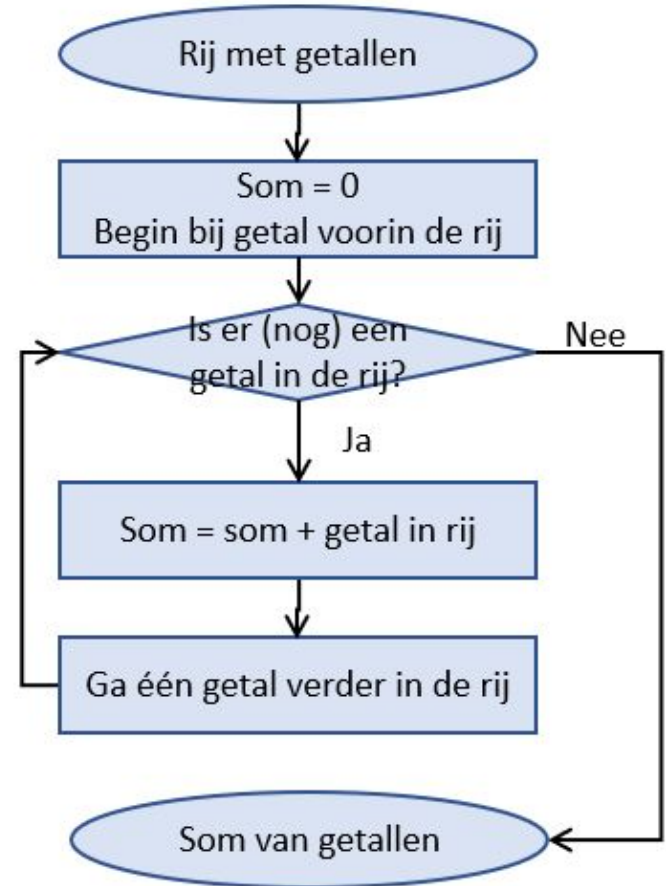 Rij met getallen
Som = 0
Begin bij getal voorin de rij
Is er (nog) een
getal in de rij?
Nee
Ja
Som = som + getal in rij
Ga één getal verder in de rij
Som van getallen